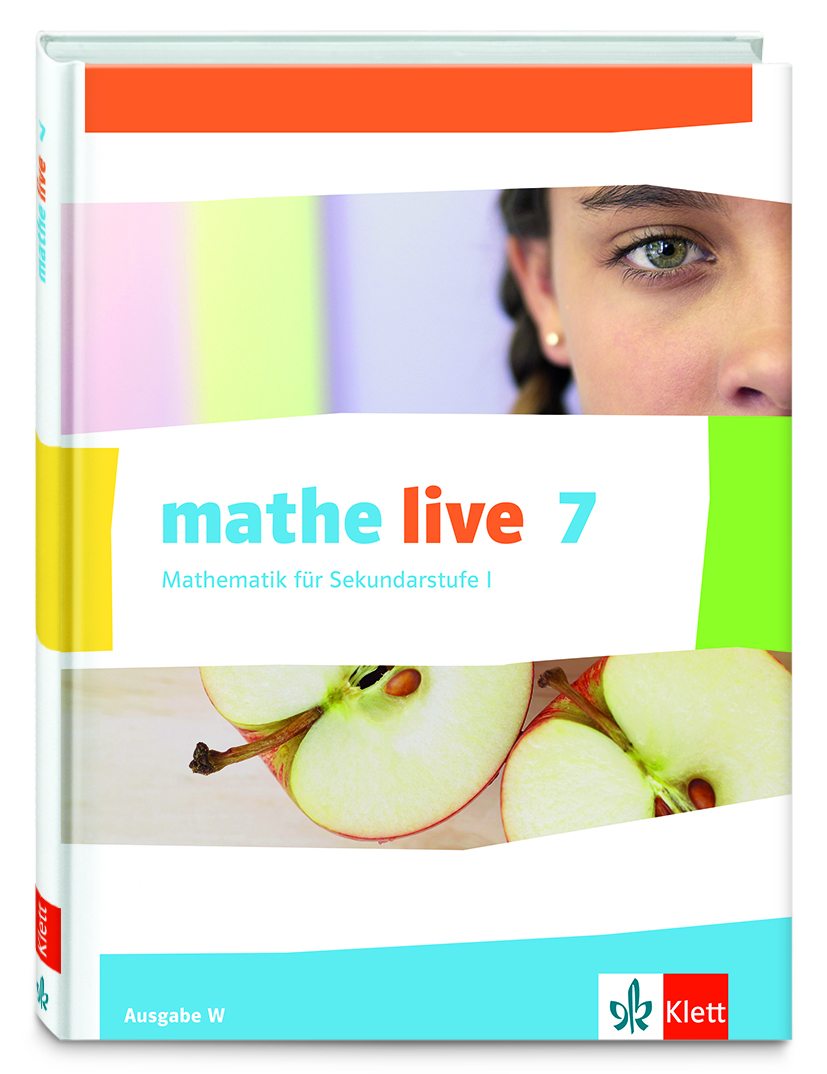 mathe live 7
mathe live 7
Mathematik für Sekundarstufe I
Klett
Ausgabe W
Klett